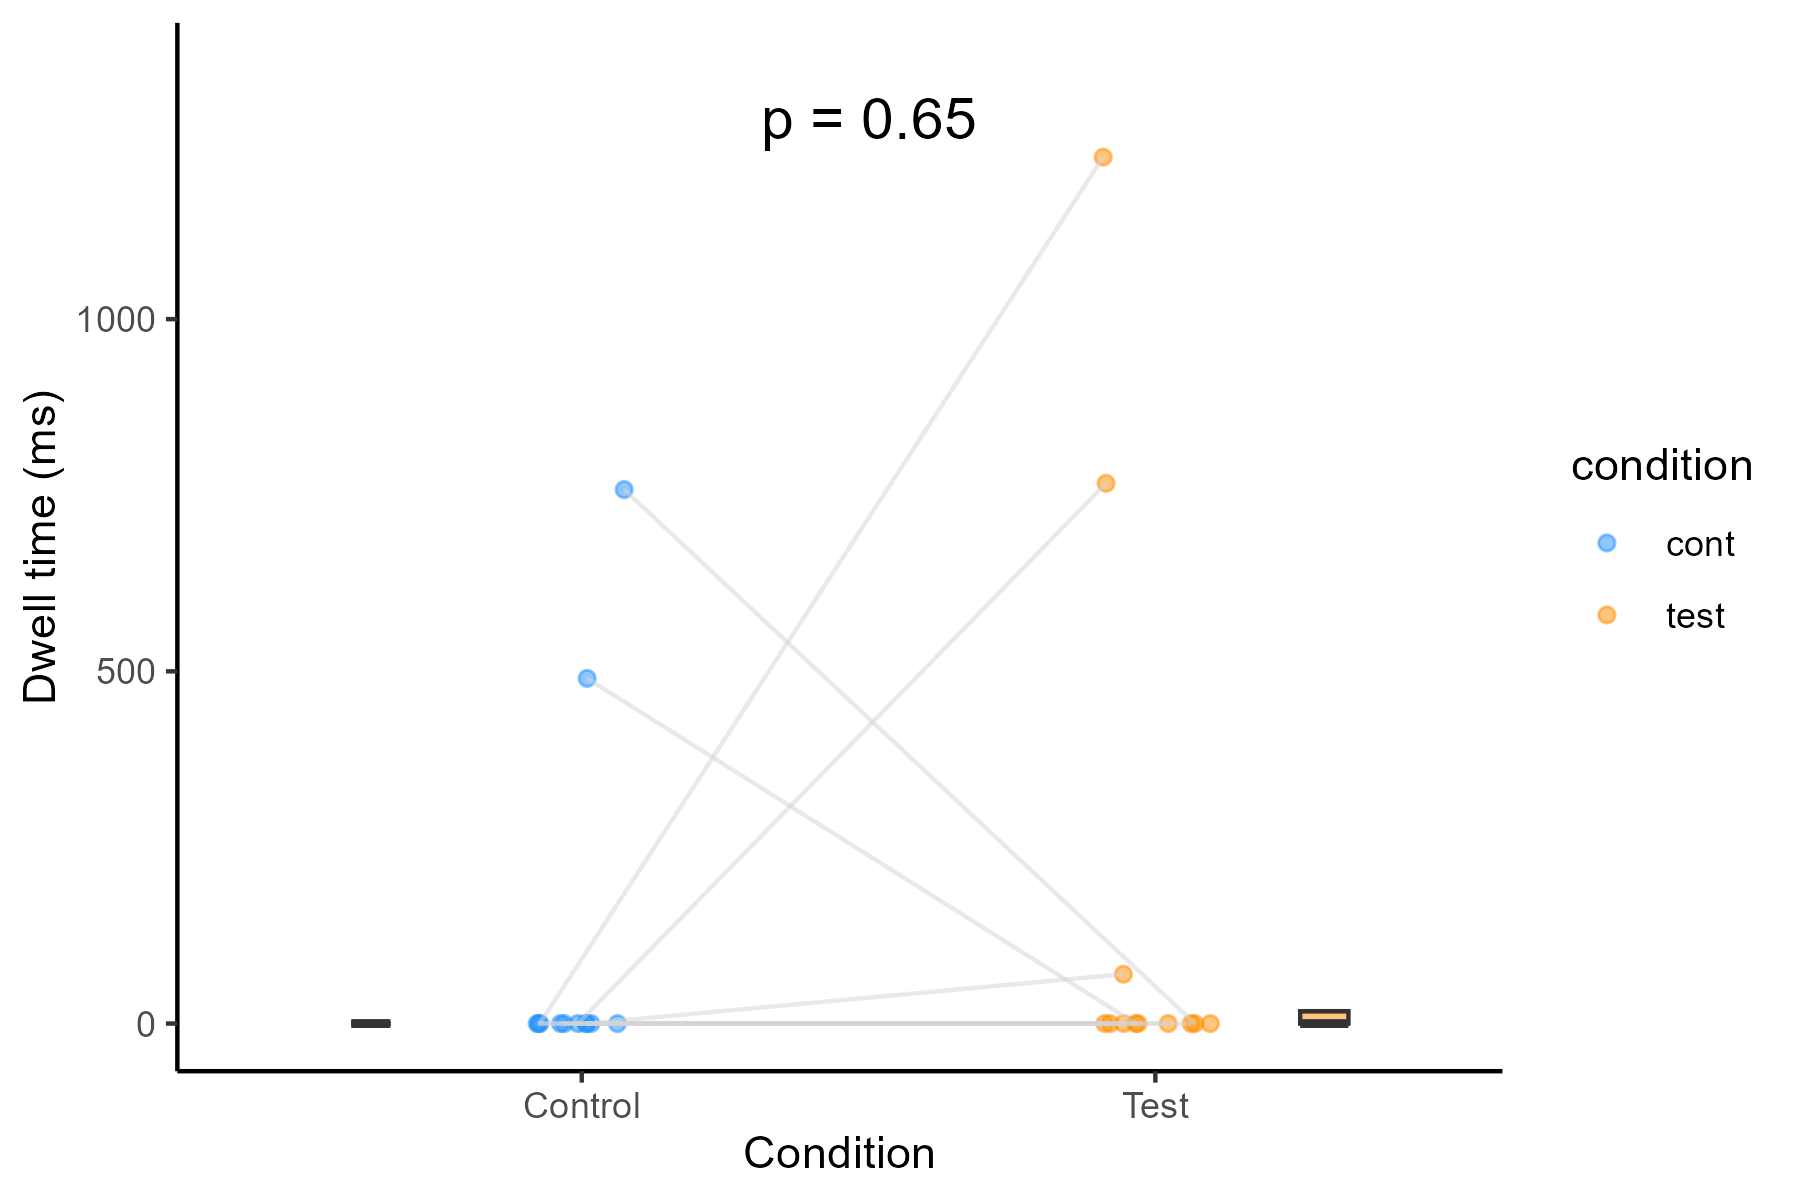 p = 0.65
Dwell time (ms)
1000
500
0
Control
Test
Condition
condition
cont
test